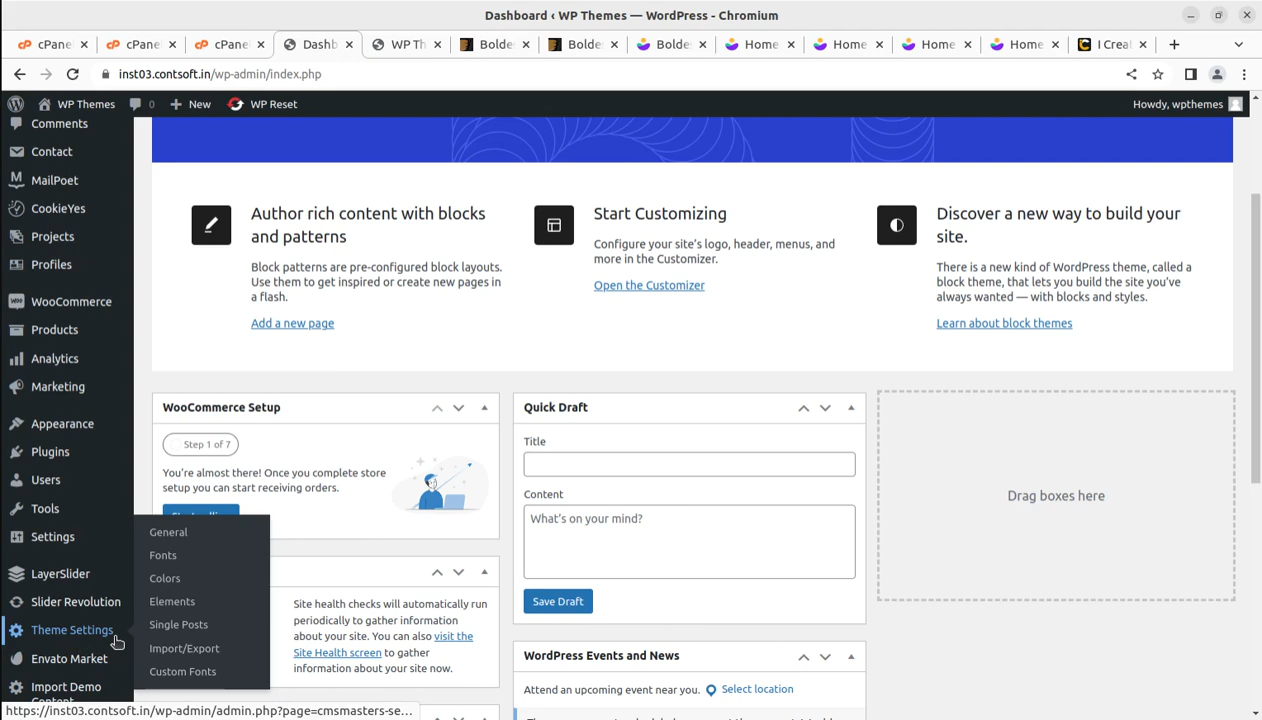 Dashboard ‹ WP Themes — WordPress - Chromium
cPane
cPane
cPane
Dashb
WP Th
Bolde
Bolde
Bolde
Home
Home
Home
Home
I Crea
inst03.contsoft.in/wp-admin/index.php
WP Themes
0
New
WP Reset
Howdy, wpthemes
Comments
Contact
MailPoet
CookieYes
Projects
Profiles
WooCommerce
Products
Analytics
Marketing
Appearance
Plugins
Users
Tools
Settings
LayerSlider
Slider Revolution
Theme Settings
Envato Market
Import Demo
General
Fonts
Colors
Elements
Single Posts
Import/Export
Custom Fonts
Author rich content with blocks
and patterns
Block patterns are pre-configured block layouts.
Use them to get inspired or create new pages in
a flash.
Add a new page
Start Customizing
Configure your site's logo, header, menus, and
more in the Customizer.
Open the Customizer
Discover a new way to build your
site.
There is a new kind of WordPress theme, called a
block theme, that lets you build the site you've
always wanted — with blocks and styles.
Learn about block themes
WooCommerce Setup
Step 1 of 7
You're almost there! Once you complete store
setup you can start receiving orders.
Site health checks will automatically run
periodically to gather information
about your site. You can also visit the
Site Health screen to gather
information about your site now.
Quick Draft
Title
Content
What's on your mind?
Save Draft
WordPress Events and News
Attend an upcoming event near you.
Select location
Drag boxes here
https://inst03.contsoft.in/wp-admin/admin.php?page=cmsmasters-se...